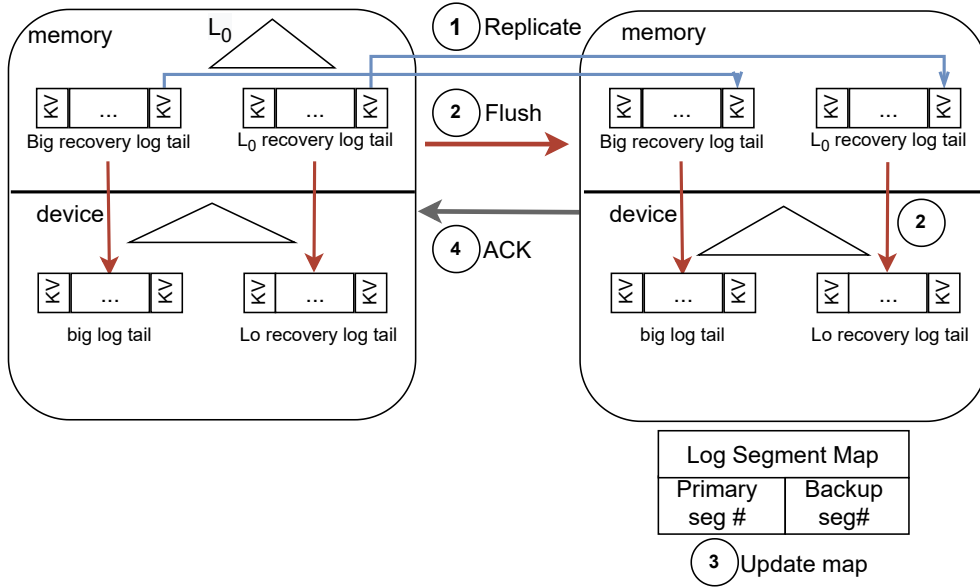 memory
L0
1 Replicate
memory
KV ... KV
KV ... KV
Big recovery log tail
L0 recovery log tail
2 Flush
KV ... KV
KV ... KV
Big recovery log tail
L0 recovery log tail
device
4 ACK
device
2
KV ... KV
KV ... KV
big log tail
Lo recovery log tail
KV ... KV
KV ... KV
big log tail
Lo recovery log tail
Log Segment Map
Primary
seg #
Backup
seg#
3 Update map